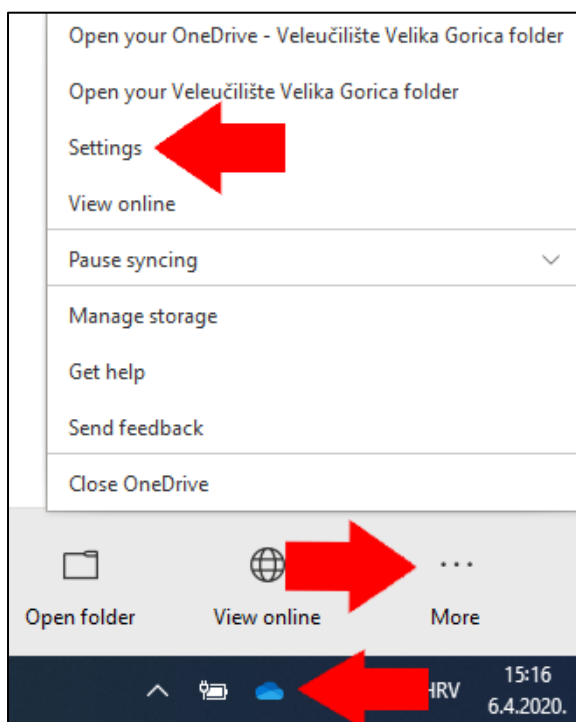 Open your OneDrive - Veleučilište Velika Gorica folder
Open your Veleučilište Velika Gorica folder
Settings
View online
Pause syncing
Manage storage
Get help
Send feedback
Close OneDrive
Open folder
View online
More
HRV
15:16
6.4.2020.